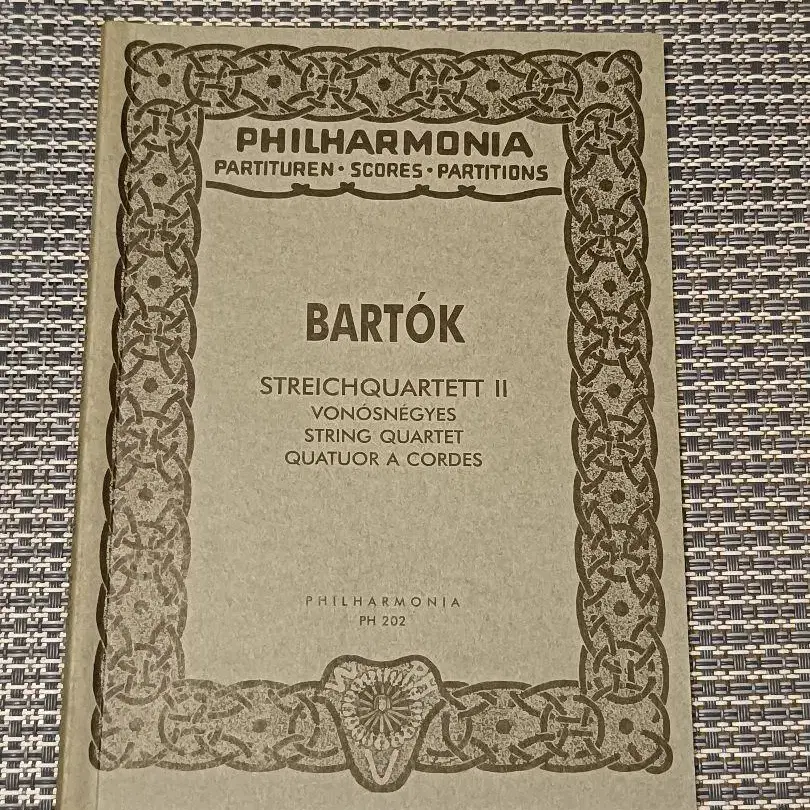 PHILHARMONIA
PARTITUREN · SCORES · PARTITIONS
BARTÓK
STREICHQUARTETT II
VONÓSNÉGYES
STRING QUARTET
QUATUOR A CORDES
PHILHARMONIA
PH 202